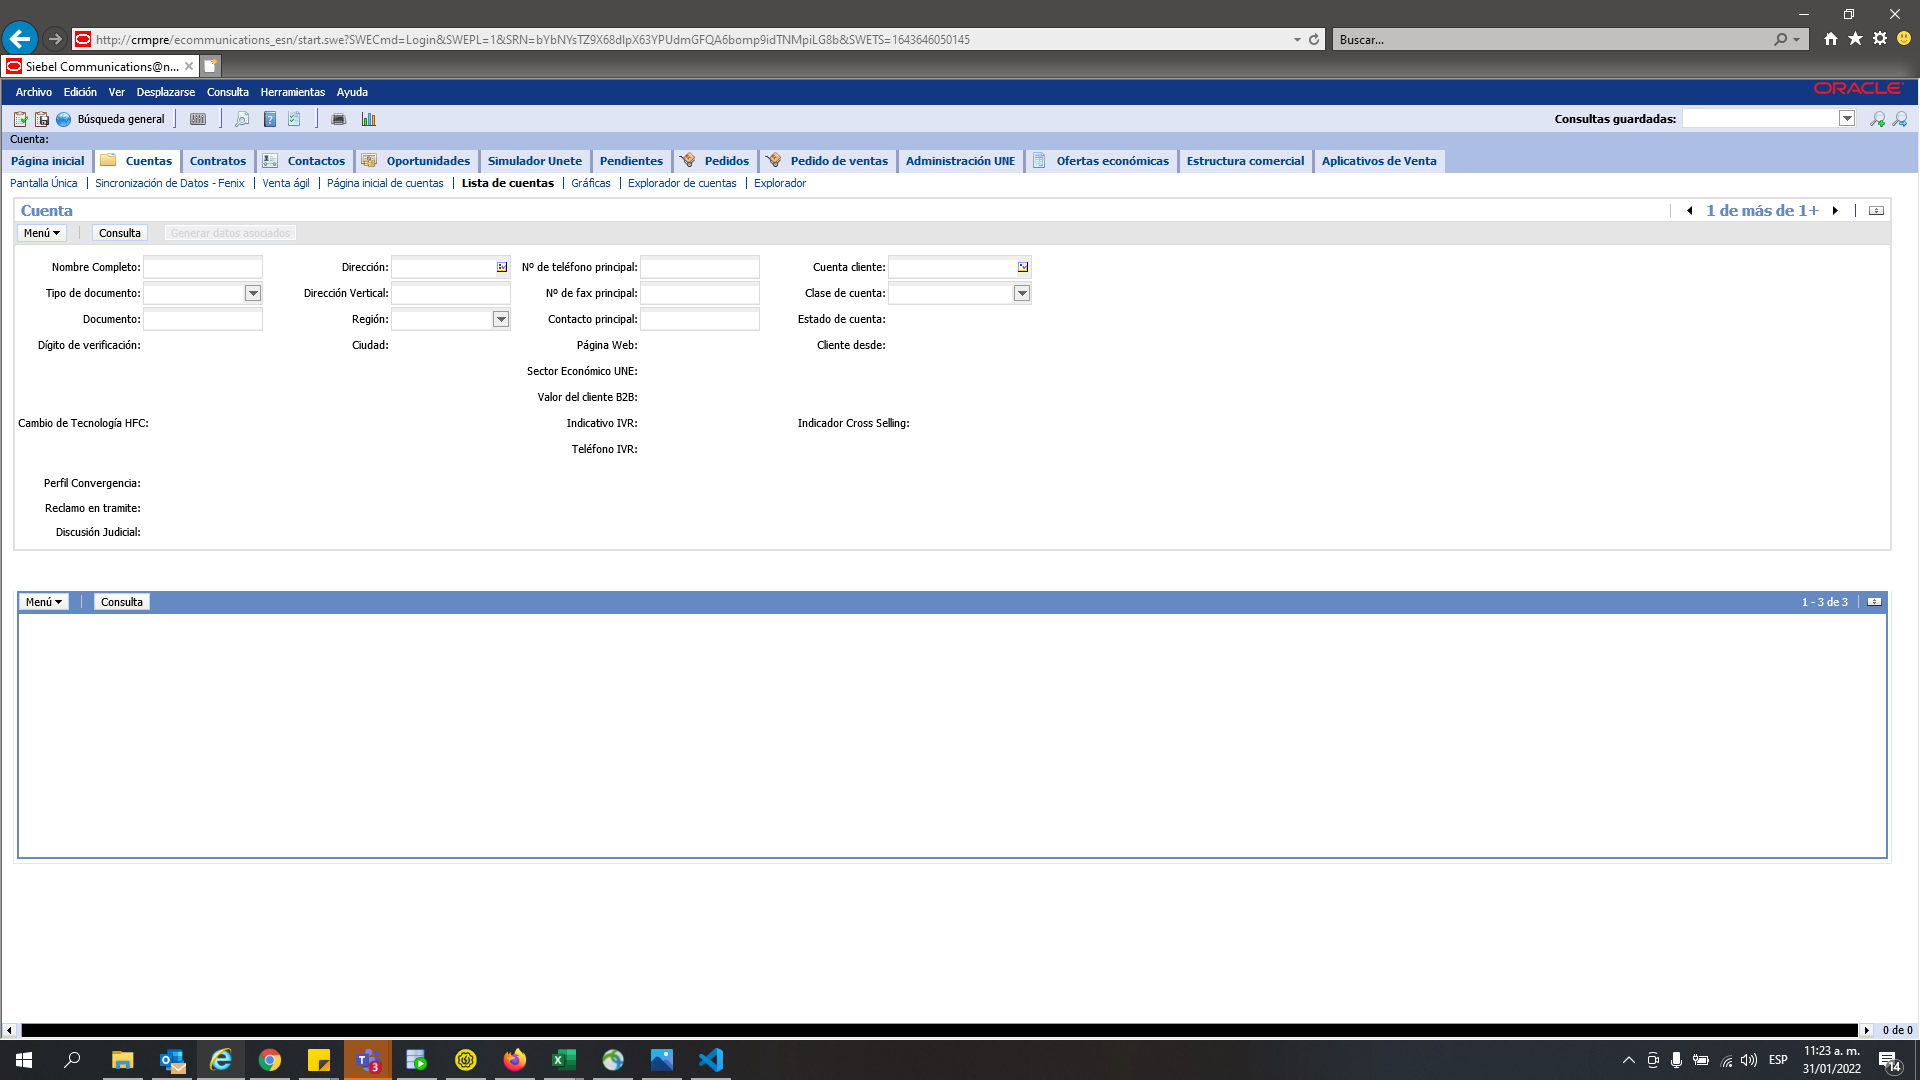 http://crmpre/ecommunications_esn/start.swe?SWECmd=Login&SWEPL=1&SRN=bYbNYsTZ9X68dIpX63YPUdmGFQA6bomp9idTNMpiLG8b&SWETS=1643646050145
Buscar...
Siebel Communications@n...
Archivo Edición Ver Desplazarse Consulta Herramientas Ayuda
ORACLE
Búsqueda general
Consultas guardadas:
Cuenta:
Página inicial Cuentas Contratos Contactos Oportunidades Simulador Unete Pendientes Pedidos Pedido de ventas Administración UNE Ofertas económicas Estructura comercial Aplicativos de Venta
Pantalla Única Sincronización de Datos - Fenix Venta ágil Página inicial de cuentas Lista de cuentas Gráficas Explorador de cuentas Explorador
Cuenta
1 de más de 1+
Menú Consulta Generar datos asociados
Nombre Completo: Dirección: Nº de teléfono principal: Cuenta cliente:
Tipo de documento: Dirección Vertical: Nº de fax principal: Clase de cuenta:
Documento: Región: Contacto principal: Estado de cuenta:
Dígito de verificación: Ciudad: Página Web: Cliente desde:
Sector Económico UNE:
Valor del cliente B2B:
Cambio de Tecnología HFC: Indicativo IVR: Indicador Cross Selling:
Teléfono IVR:
Perfil Convergencia:
Reclamo en tramite:
Discusión Judicial:
Menú Consulta 1 - 3 de 3
0 de 0
3
ESP
11:23 a. m.
31/01/2022
14